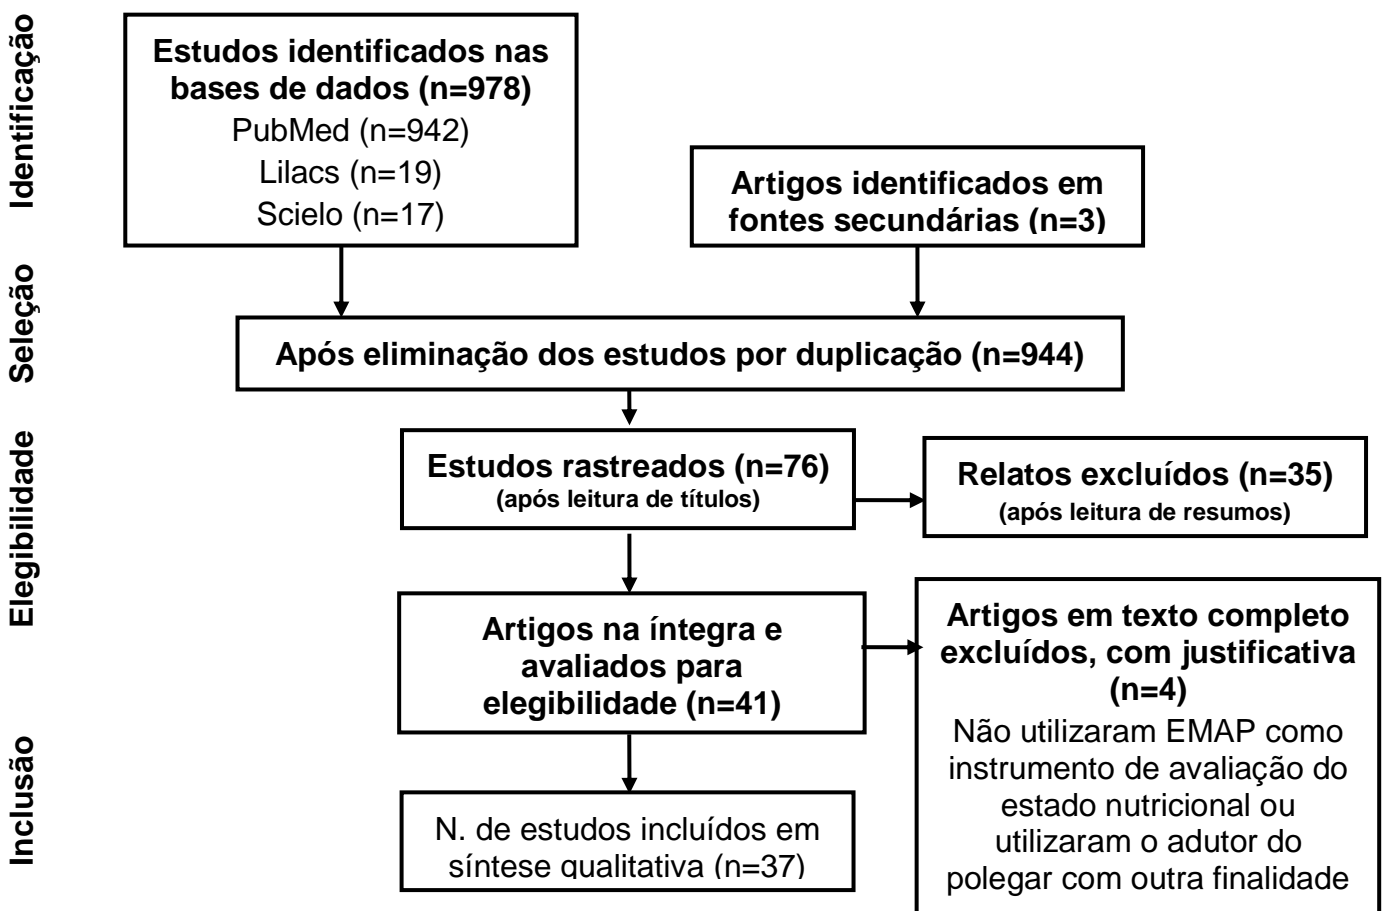 Identificação
Estudos identificados nas
bases de dados (n=978)
PubMed (n=942)
Lilacs (n=19)
Scielo (n=17)
Artigos identificados em
fontes secundárias (n=3)
Seleção
Após eliminação dos estudos por duplicação (n=944)
Elegibilidade
Estudos rastreados (n=76)
(após leitura de títulos)
Relatos excluídos (n=35)
(após leitura de resumos)
Artigos na íntegra e
avaliados para
elegibilidade (n=41)
Artigos em texto completo
excluídos, com justificativa
(n=4)
Não utilizaram EMAP como
instrumento de avaliação do
estado nutricional ou
utilizaram o adutor do
polegar com outra finalidade
Inclusão
N. de estudos incluídos em
síntese qualitativa (n=37)